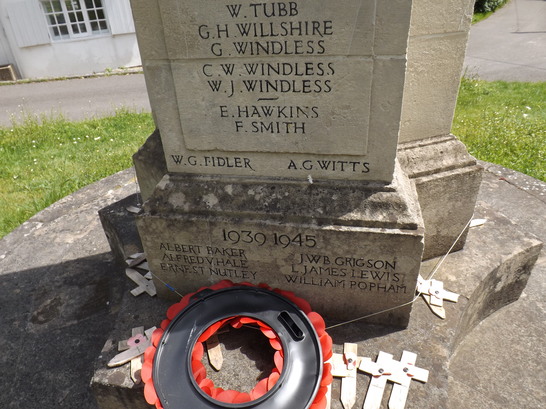 W. TUBB
G.H WILLSHIRE
G. WINDLESS
C.W. WINDLESS
W.J. WINDLESS
E.HAWKINS
F. SMITH
W.G. FIDLER A.G WITTS
1939 1945
ALBERT BAKER J.W.B. GRIGSON
ALFRED V. HALE L JAMES LEWIS
ERNEST NUTLEY WILLIAM POPHAM